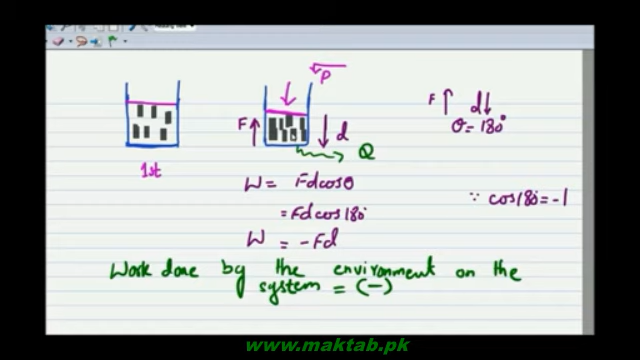 P
F d Q
1st
F d
θ = 180°
W = Fdcosθ
= Fdcos180°
∵ cos180° = -1
W = -Fd
Work done by the environment on the
system = (-)
www.maktab.pk